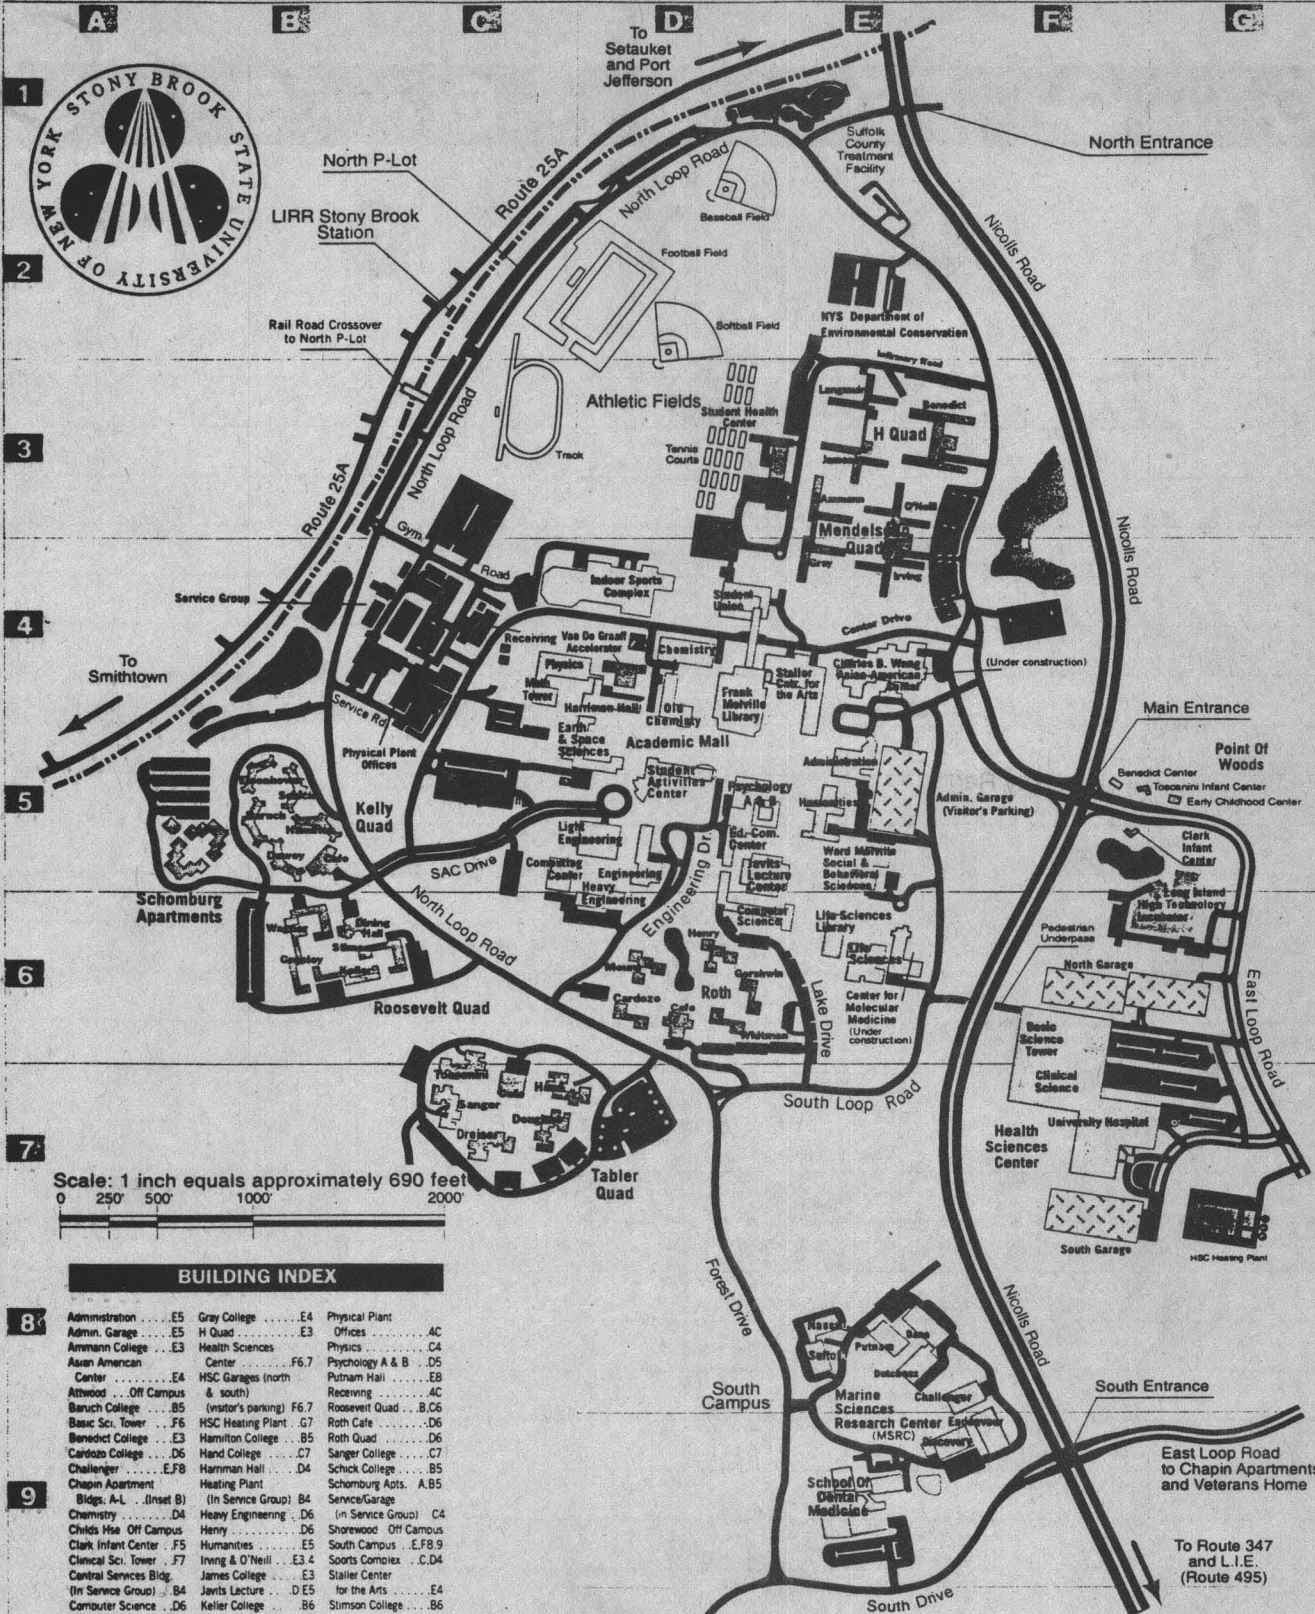 A B C D E F G
1
2
3
4
5
6
7
8
9
STATE UNIVERSITY OF NEW YORK STONY BROOK
To
Setauket
and Port
Jefferson
North P-Lot
LIRR Stony Brook
Station
Rail Road Crossover
to North P-Lot
Route 25A
North Loop Road
Suffolk
County
Treatment
Facility
North Entrance
Baseball Field
Football Field
Softball Field
Nicolls Road
NYS Department of
Environmental Conservation
Infirmary Road
Langmuir
Benedict
H Quad
James
Athletic Fields
Student Health
Center
Tennis
Courts
Track
North Loop Road
Route 25A
Ammann
O'Neill
Mendelsohn
Quad
Gray
Irving
Nicolls Road
Gym
Road
Indoor Sports
Complex
Student
Union
Service Group
To
Smithtown
Center Drive
Receiving
Van De Graaff
Accelerator
Chemistry
Physics
Math
Tower
Harriman Hall
Old
Chemisty
Frank
Melville
Library
Staller
Cntr. for
the Arts
Charles B. Wang
Asian-American
Center
(Under construction)
Service Rd
Physical Plant
Offices
Earth
& Space
Sciences
Academic Mall
Main Entrance
Point Of
Woods
Administration
Student
Activities
Center
Psychology
A & B
Humanities
Admin. Garage
(Visitor's Parking)
Benedict Center
Toscanini Infant Center
Early Childhood Center
Clark
Infant
Center
Eisenhower
Schick
Baruch
Hamilton
Dewey
Cafe
Kelly
Quad
Schomburg
Apartments
SAC Drive
Light
Engineering
Computing
Center
Engineering
Heavy
Engineering
Engineering Dr.
Ed. Com.
Center
Javits
Lecture
Center
Computer
Science
Ward Melville
Social &
Behavioral
Sciences
Long Island
High Technology
Incubator
Wagner
Dining
Hall
Stimson
Greeley
Keller
Roosevelt Quad
North Loop Road
Life Sciences
Library
Life
Sciences
Center for
Molecular
Medicine
(Under
construction)
Pedestrian
Underpass
North Garage
Henry
Mount
Gershwin
Roth
Cardozo
Cafe
Whitman
Lake Drive
East Loop Road
Basic
Science
Tower
Clinical
Science
University Hospital
Health
Sciences
Center
Toscanini
Cafe
Hand
Sanger
Douglass
Dreiser
Tabler
Quad
South Loop Road
South Garage
HSC Heating Plant
Scale: 1 inch equals approximately 690 feet
0 250' 500' 1000' 2000'
Forest Drive
Nicolls Road
Nassau
Suffolk
Putnam
Dana
Dutchess
South
Campus
Marine
Sciences
Research Center
(MSRC)
Challenger
Endeavour
Discovery
School Of
Dental
Medicine
South Entrance
East Loop Road
to Chapin Apartments
and Veterans Home
To Route 347
and L.I.E.
(Route 495)
South Drive
BUILDING INDEX
Administration . . . . .E5
Admin. Garage . . . . .E5
Ammann College . . .E3
Asian American
Center . . . . . . . . .E4
Attwood . . .Off Campus
Baruch College . . . .B5
Basic Sci. Tower . . .F6
Benedict College . . .E3
Cardozo College . . .D6
Challenger . . . . . .E,F8
Chapin Apartment
Bldgs. A-L . .(Inset B)
Chemistry . . . . . . . .D4
Childs Hse Off Campus
Clark Infant Center . .F5
Clinical Sci. Tower . .F7
Central Services Bldg.
(In Service Group) . .B4
Computer Science . .D6
Gray College . . . . . .E4
H Quad . . . . . . . . . .E3
Health Sciences
Center . . . . . . . .F6,7
HSC Garages (north
& south)
(visitor's parking) F6.7
HSC Heating Plant . .G7
Hamilton College . . .B5
Hand College . . . . .C7
Harriman Hall . . . . .D4
Heating Plant
(In Service Group) B4
Heavy Engineering . .D6
Henry . . . . . . . . . . .D6
Humanities . . . . . . .E5
Irving & O'Neill . . .E3.4
James College . . . .E3
Javits Lecture . . .D E5
Keller College . . . .B6
Physical Plant
Offices . . . . . . . . .4C
Physics . . . . . . . . . .C4
Psychology A & B . .D5
Putnam Hall . . . . . .E8
Receiving . . . . . . . .4C
Roosevelt Quad . . .B,C6
Roth Cafe . . . . . . . .D6
Roth Quad . . . . . . .D6
Sanger College . . . .C7
Schick College . . . .B5
Schomburg Apts. A,B5
Service/Garage
(in Service Group) C4
Shorewood Off Campus
South Campus . .E,F8.9
Sports Complex . .C,D4
Staller Center
for the Arts . . . . . .E4
Stimson College . . .B6